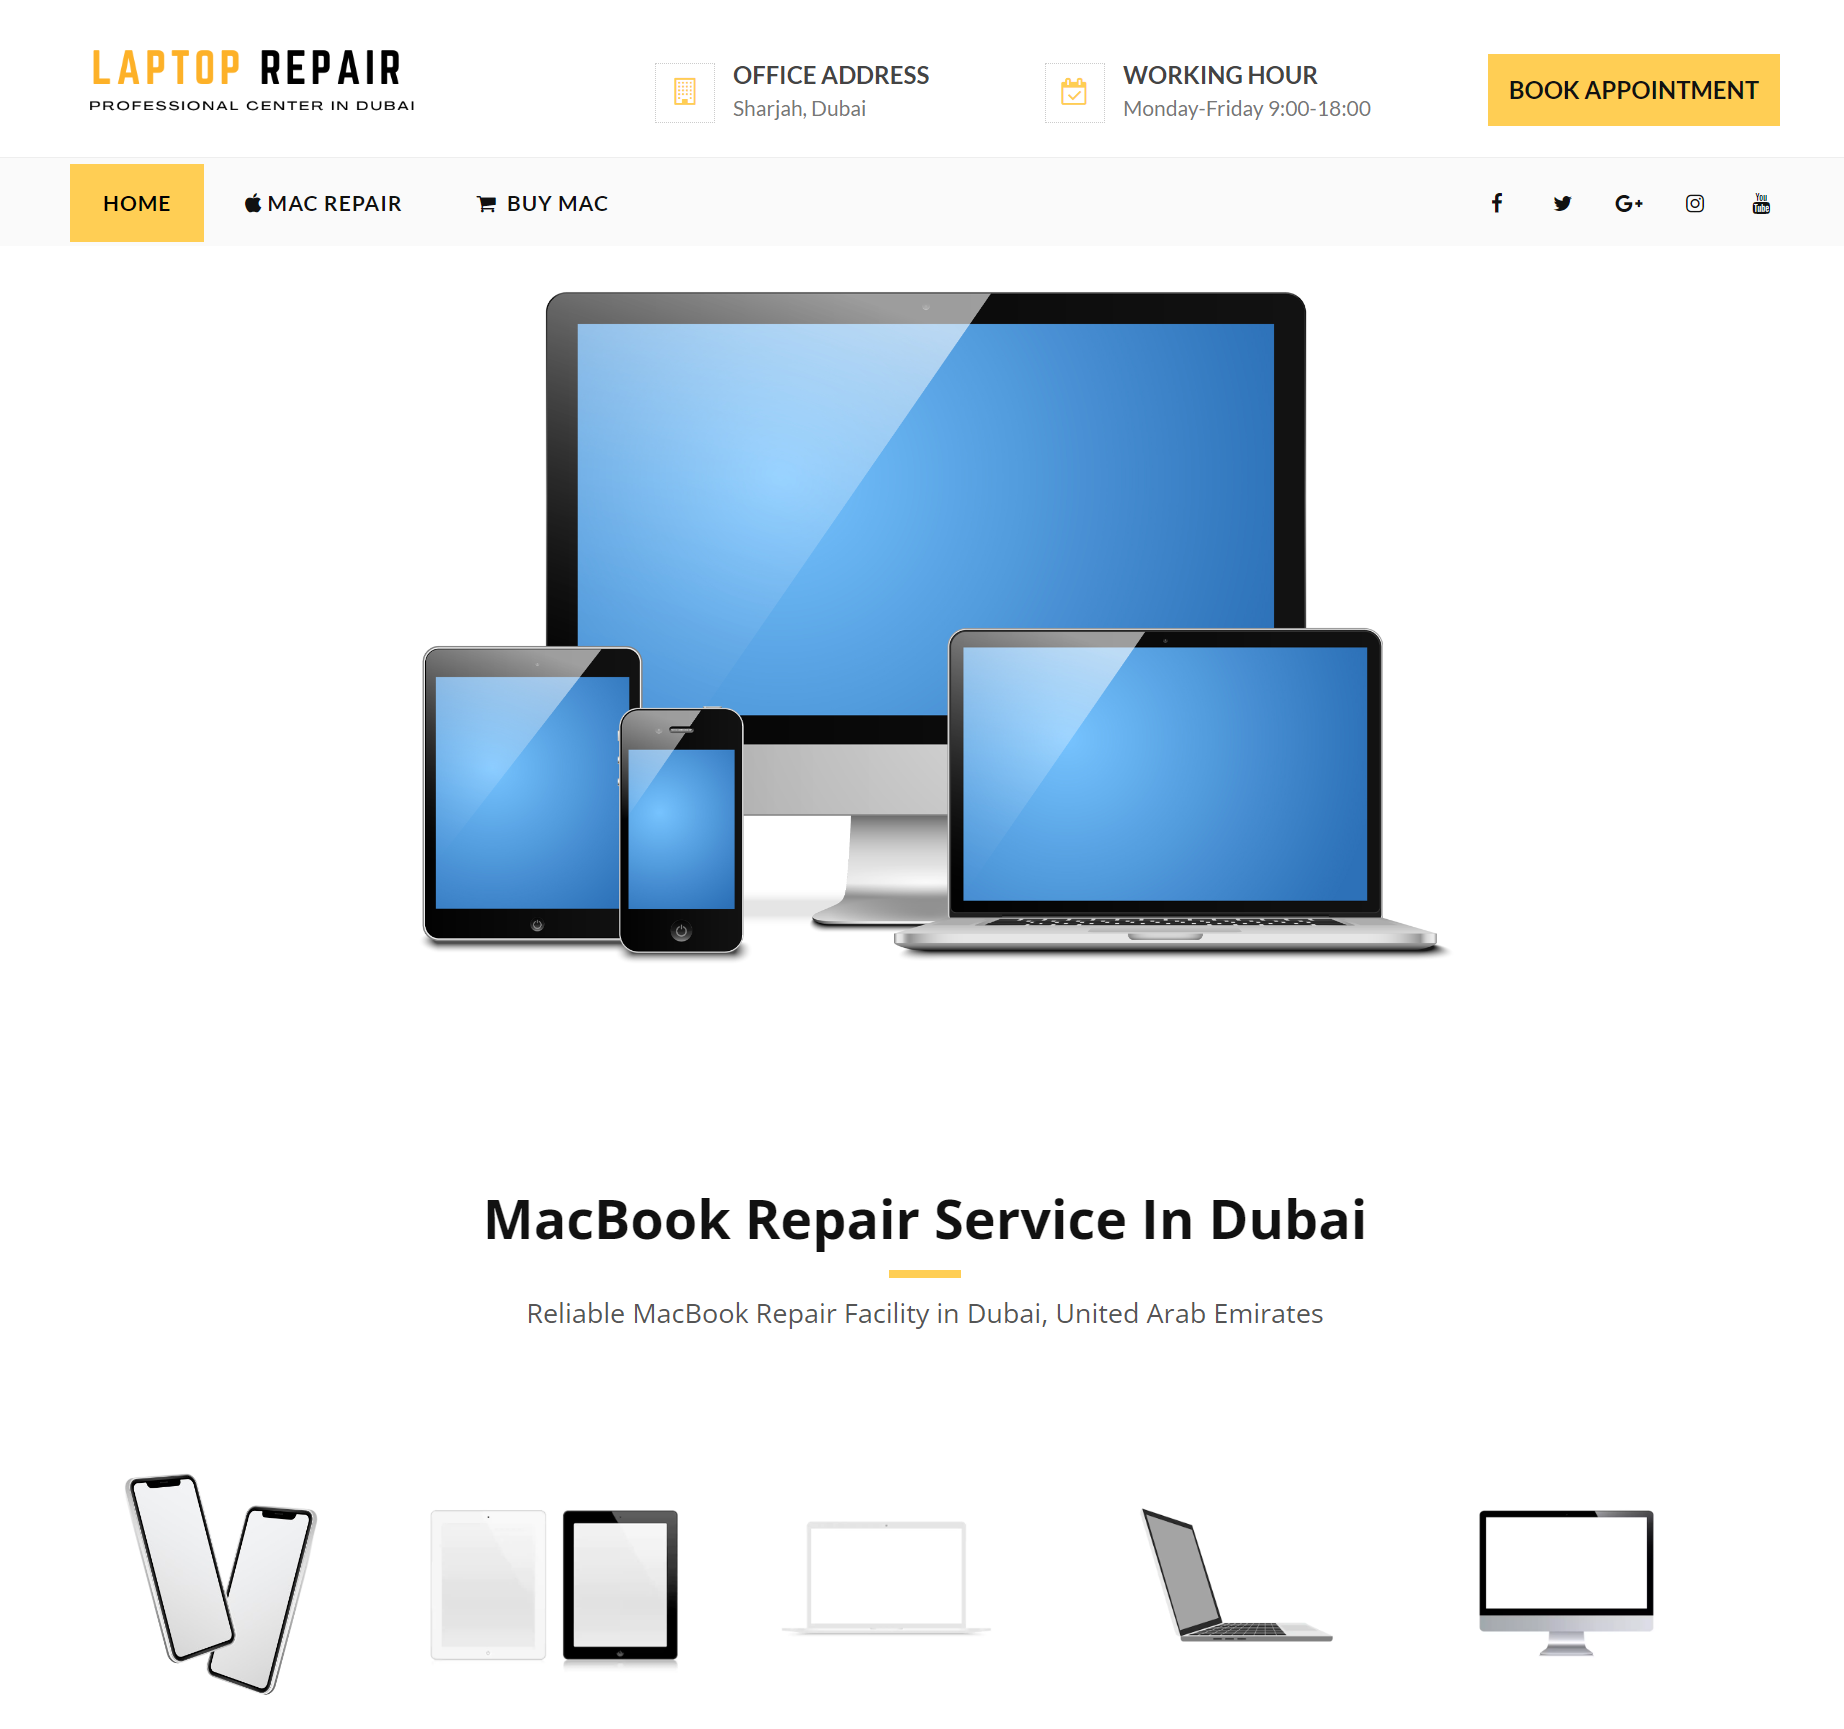 LAPTOP REPAIR
PROFESSIONAL CENTER IN DUBAI
OFFICE ADDRESS
Sharjah, Dubai
WORKING HOUR
Monday-Friday 9:00-18:00
BOOK APPOINTMENT
HOME
MAC REPAIR
BUY MAC
G+
You
Tube
MacBook Repair Service In Dubai
Reliable MacBook Repair Facility in Dubai, United Arab Emirates